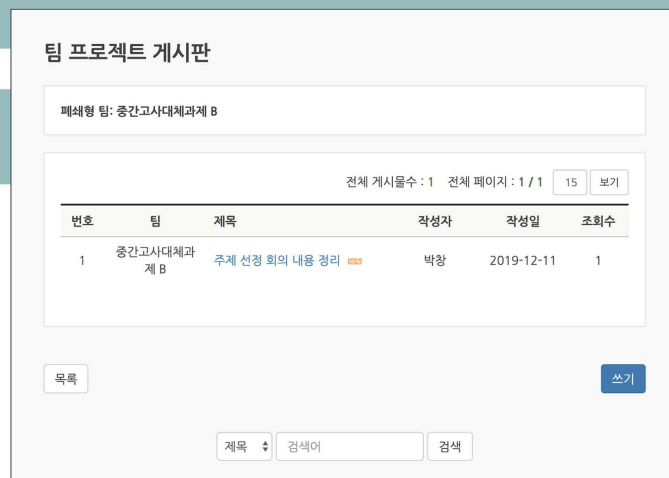 팀 프로젝트 게시판
폐쇄형 팀: 중간고사대체과제 B
전체 게시물수 : 1 전체 페이지 : 1 / 1 15 보기
번호 팀 제목 작성자 작성일 조회수
1 중간고사대체과제 B 주제 선정 회의 내용 정리 NEW 박창 2019-12-11 1
목록 쓰기
제목 검색어 검색